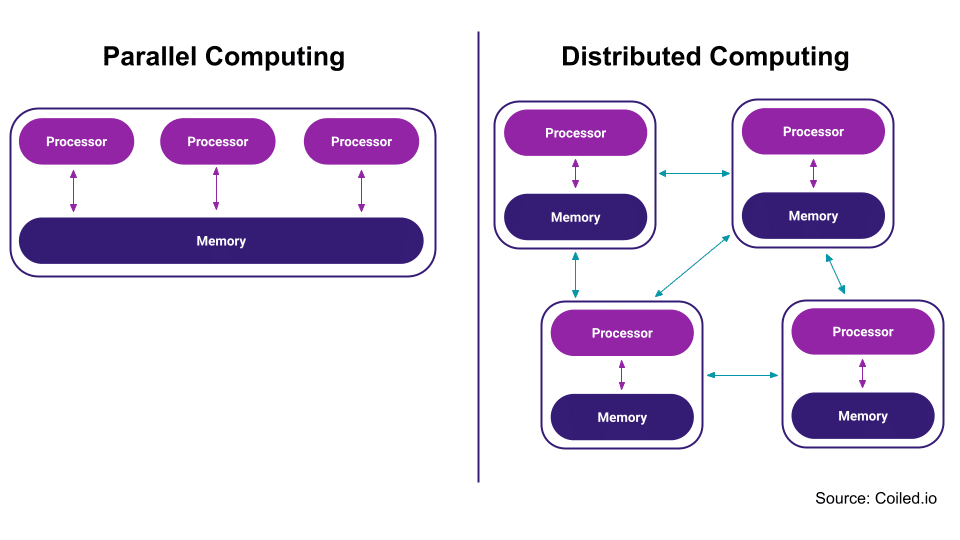 Parallel Computing
Processor
Processor
Processor
Memory
Distributed Computing
Processor
Memory
Processor
Memory
Processor
Memory
Processor
Memory
Source: Coiled.io